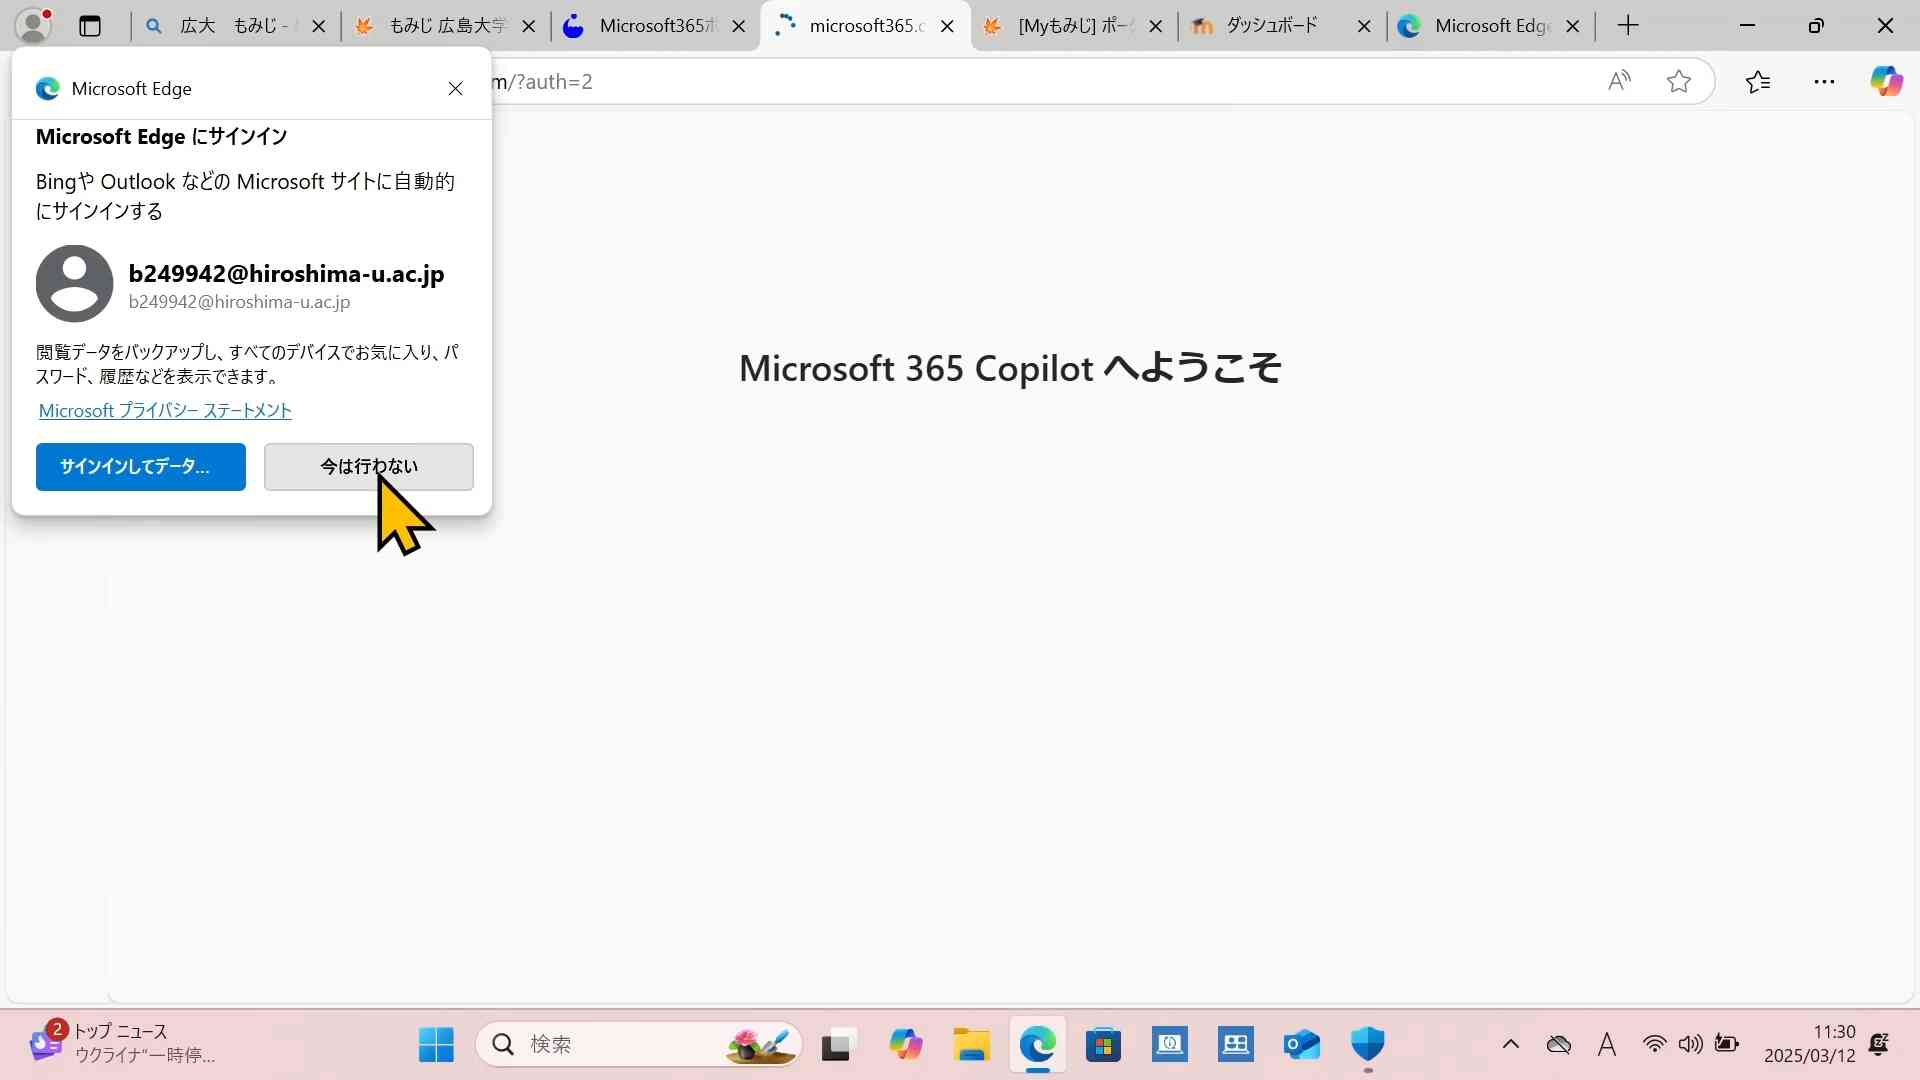 広大 もみじ -
もみじ 広島大学
Microsoft365ポ
microsoft365.c
[Myもみじ] ポー
ダッシュボード
Microsoft Edge
m/?auth=2
Microsoft Edge
Microsoft Edge にサインイン
Bingや Outlook などの Microsoft サイトに自動的
にサインインする
b249942@hiroshima-u.ac.jp
b249942@hiroshima-u.ac.jp
閲覧データをバックアップし、すべてのデバイスでお気に入り、パ
スワード、履歴などを表示できます。
Microsoft プライバシー ステートメント
サインインしてデータ...
今は行わない
Microsoft 365 Copilot へようこそ
2
トップ ニュース
ウクライナ“一時停...
検索
A
11:30
2025/03/12